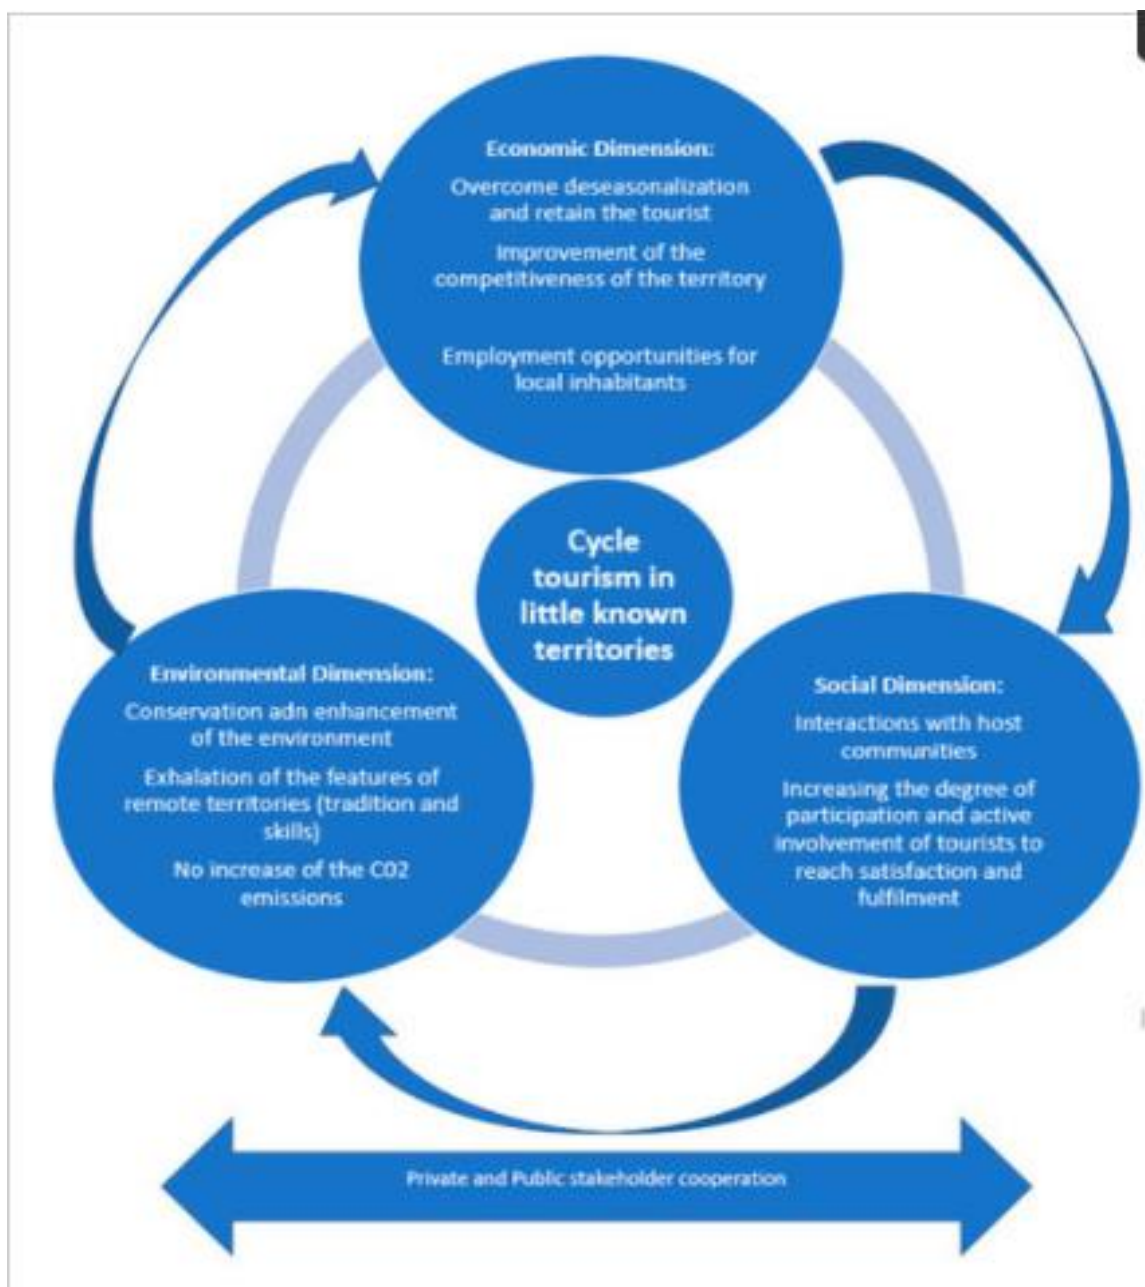 Economic Dimension:
Overcome deseasonalization
and retain the tourist
Improvement of the
competitiveness of the territory
Employment opportunities for
local inhabitants
Cycle
tourism in
little known
territories
Environmental Dimension:
Conservation adn enhancement
of the environment
Exhalation of the features of
remote territories (tradition and
skills)
No increase of the C02
emissions
Social Dimension:
Interactions with host
communities
Increasing the degree of
participation and active
involvement of tourists to
reach satisfaction and
fulfilment
Private and Public stakeholder cooperation